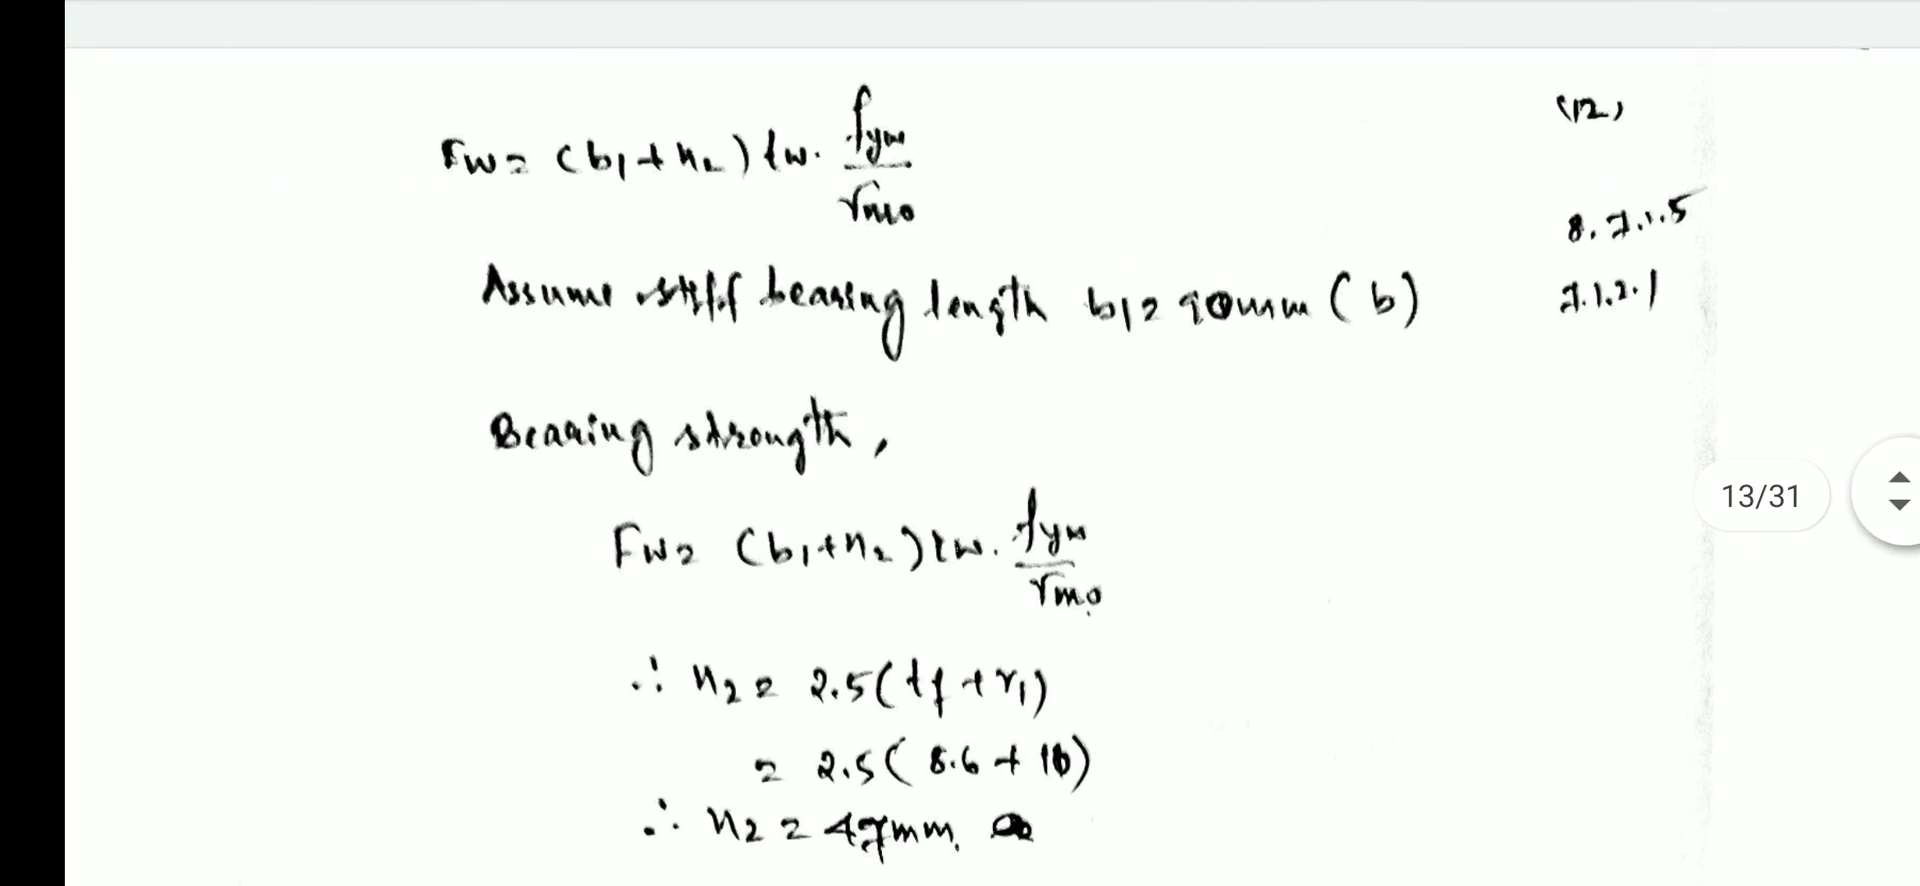 (12)
Fw = (b1 + n2) tw. fyw / γmo
8.7.1.5
Assume stiff bearing length b1 = 90mm (b)
7.1.2.1
Bearing strength,
13/31
Fw = (b1+n2) tw. fyw / γmo
∴ n2 = 2.5(tf + r1)
= 2.5(8.6 + 10)
∴ n2 = 47mm.